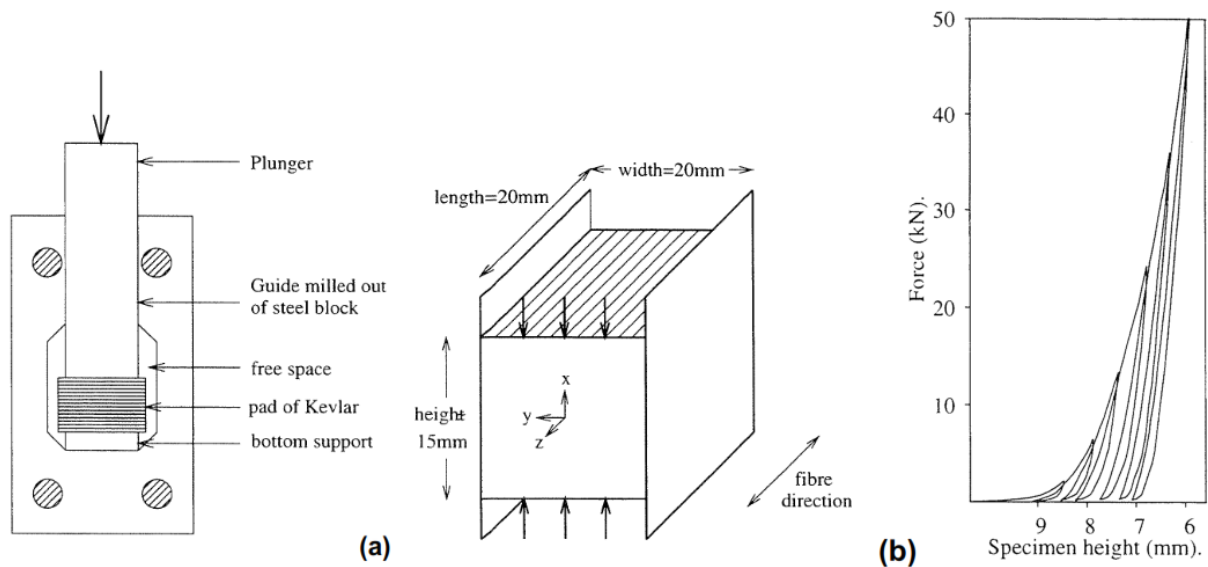 Plunger
Guide milled out
of steel block
free space
pad of Kevlar
bottom support
(a)
length=20mm
width=20mm
height=
15mm
x
y
z
fibre
direction
(b)
Force (kN).
50
40
30
20
10
9 8 7 6
Specimen height (mm).